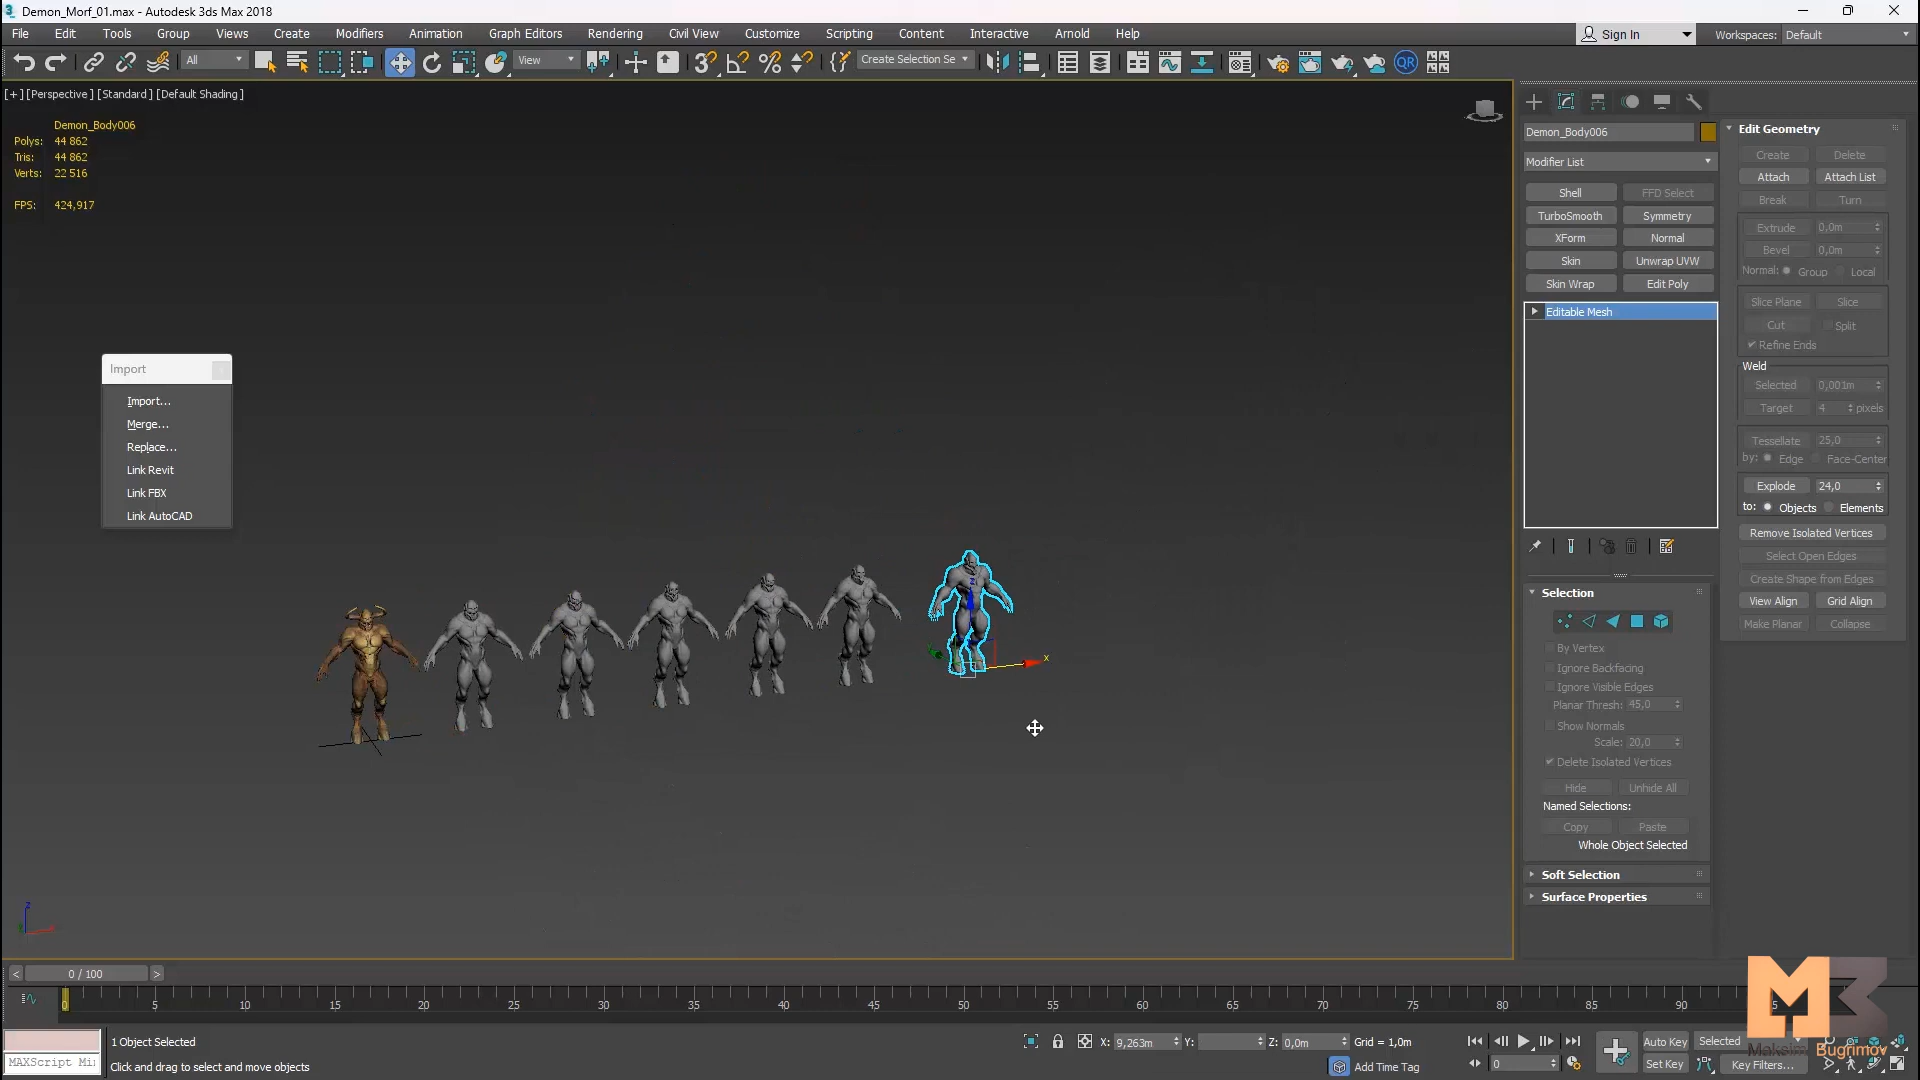 Demon_Morf_01.max - Autodesk 3ds Max 2018
File Edit Tools Group Views Create Modifiers Animation Graph Editors Rendering Civil View Customize Scripting Content Interactive Arnold Help
Sign In
Workspaces: Default
All
View
Create Selection Se
QR
[+] [Perspective] [Standard] [Default Shading]
Demon_Body006
Polys: 44 862
Tris: 44 862
Verts: 22 516
FPS: 424,917
Import
Import...
Merge...
Replace...
Link Revit
Link FBX
Link AutoCAD
z
x
z
Demon_Body006
Modifier List
Shell FFD Select
TurboSmooth Symmetry
XForm Normal
Skin Unwrap UVW
Skin Wrap Edit Poly
Editable Mesh
Selection
By Vertex
Ignore Backfacing
Ignore Visible Edges
Planar Thresh: 45,0
Show Normals
Scale: 20,0
Delete Isolated Vertices
Hide Unhide All
Named Selections:
Copy Paste
Whole Object Selected
Soft Selection
Surface Properties
Edit Geometry
Create Delete
Attach Attach List
Break Turn
Extrude 0,0m
Bevel 0,0m
Normal: Group Local
Slice Plane Slice
Cut Split
Refine Ends
Weld
Selected 0,001m
Target 4 pixels
Tessellate 25,0
by: Edge Face-Center
Explode 24,0
to: Objects Elements
Remove Isolated Vertices
Select Open Edges
Create Shape from Edges
View Align Grid Align
Make Planar Collapse
< 0 / 100 >
0 5 10 15 20 25 30 35 40 45 50 55 60 65 70 75 80 85 90
MAXScript Mi
1 Object Selected
Click and drag to select and move objects
X: 9,263m Y: Z: 0,0m Grid = 1,0m
Add Time Tag
0
Auto Key Selected
Set Key Key Filters...
Maksim Bugrimov